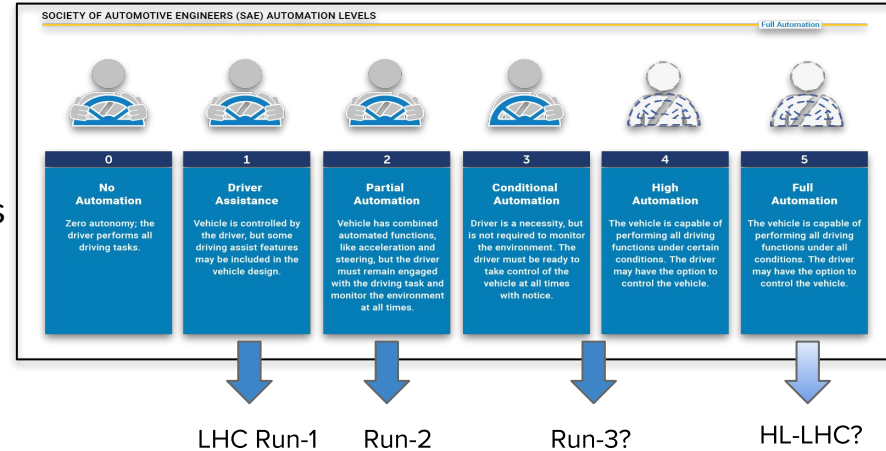 SOCIETY OF AUTOMOTIVE ENGINEERS (SAE) AUTOMATION LEVELS
Full Automation
0
No
Automation
Zero autonomy; the
driver performs all
driving tasks.
1
Driver
Assistance
Vehicle is controlled by
the driver, but some
driving assist features
may be included in the
vehicle design.
2
Partial
Automation
Vehicle has combined
automated functions,
like acceleration and
steering, but the driver
must remain engaged
with the driving task and
monitor the environment
at all times.
3
Conditional
Automation
Driver is a necessity, but
is not required to monitor
the environment. The
driver must be ready to
take control of the
vehicle at all times
with notice.
4
High
Automation
The vehicle is capable of
performing all driving
functions under certain
conditions. The driver
may have the option to
control the vehicle.
5
Full
Automation
The vehicle is capable of
performing all driving
functions under all
conditions. The driver
may have the option to
control the vehicle.
LHC Run-1
Run-2
Run-3?
HL-LHC?